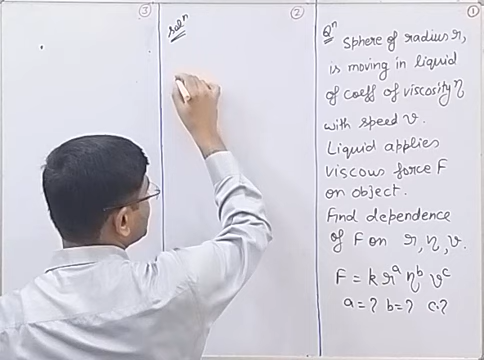 ③
②
①
Solⁿ
Qⁿ
Sphere of radius r,
is moving in liquid
of coeff of viscosity η
with speed v.
Liquid applies
viscous force F
on object.
Find dependence
of F on r, η, v.
F = k rᵃ ηᵇ vᶜ
a=? b=? c=?